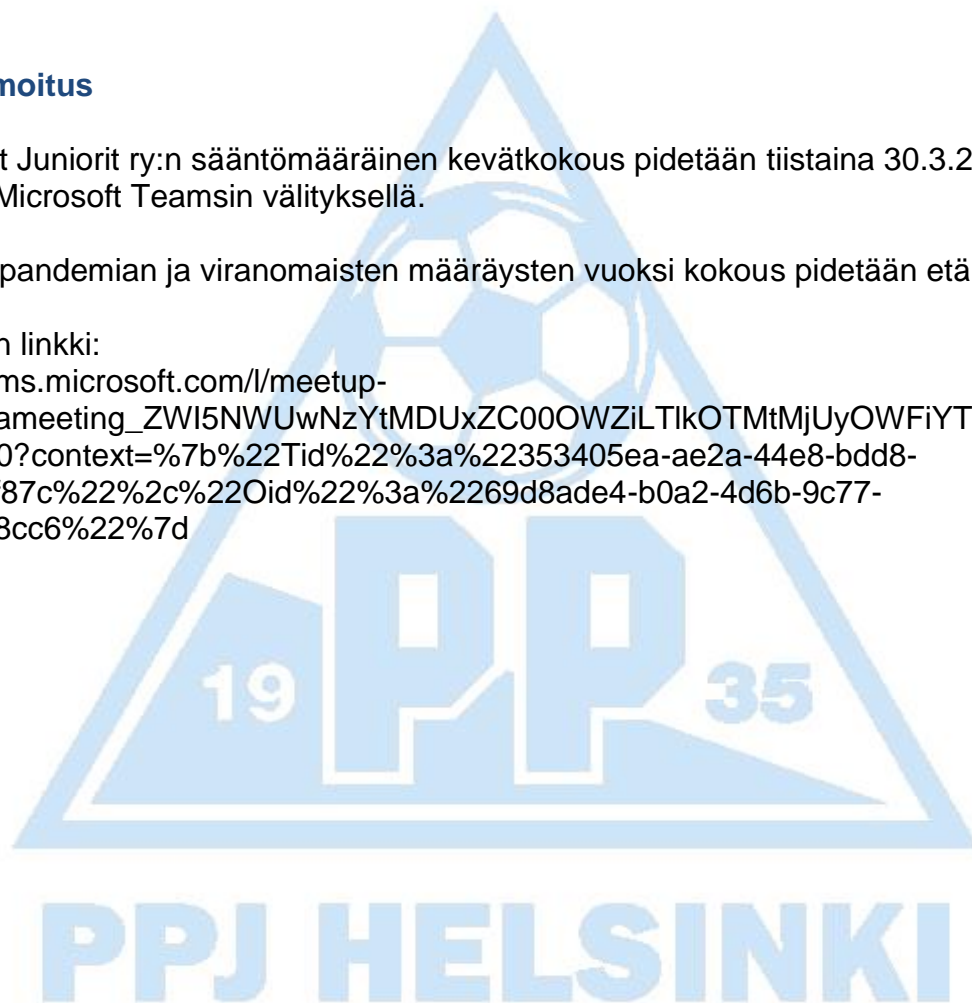 moitus
t Juniorit ry:n sääntömääräinen kevätkokous pidetään tiistaina 30.3.2
Microsoft Teamsin välityksellä.
pandemian ja viranomaisten määräysten vuoksi kokous pidetään etä
n linkki:
ms.microsoft.com/l/meetup-
ameeting_ZWI5NWUwNzYtMDUxZC00OWZiLTlkOTMtMjUyOWFiYT
0?context=%7b%22Tid%22%3a%22353405ea-ae2a-44e8-bdd8-
f87c%22%2c%22Oid%22%3a%2269d8ade4-b0a2-4d6b-9c77-
8cc6%22%7d
19 PP 35
PPJ HELSINKI